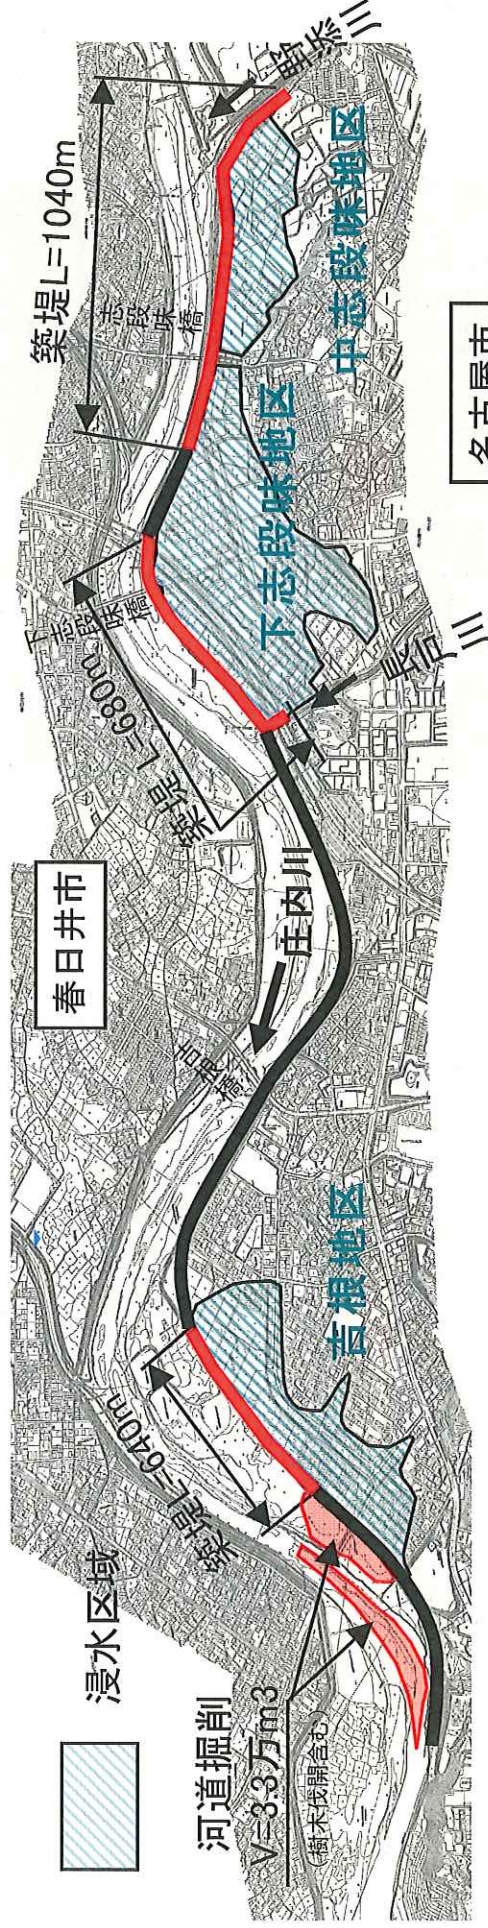 浸水区域
河道掘削
V=3.3万m3
(樹木伐開含む)
築堤L=640m
吉根地区
春日井市
吉根橋
庄内川
築堤 L=680m
下志段味橋
長戸川
下志段味地区
築堤L=1040m
志段味橋
中志段味地区
野添川
名古屋市